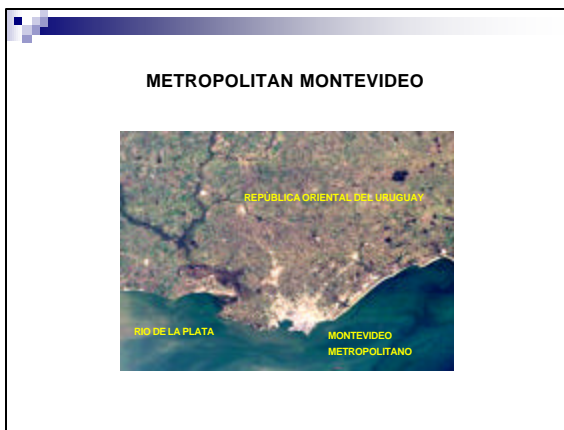 METROPOLITAN MONTEVIDEO
REPÚBLICA ORIENTAL DEL URUGUAY
RIO DE LA PLATA
MONTEVIDEO
METROPOLITANO